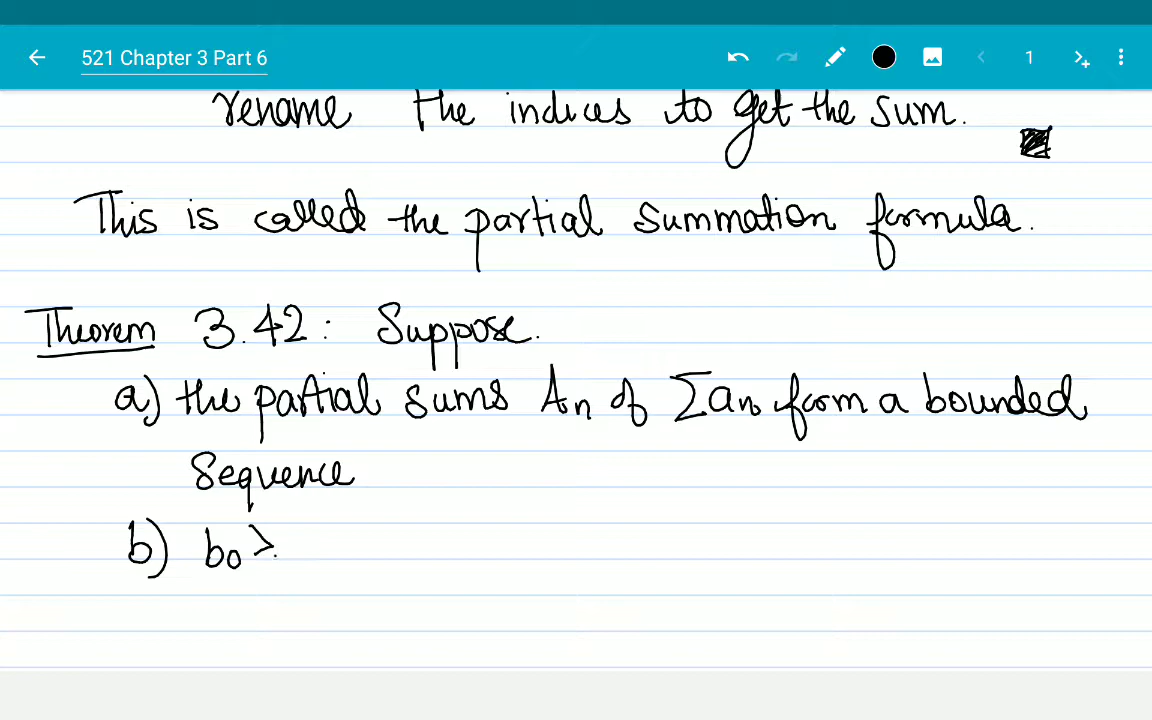 521 Chapter 3 Part 6
1
rename the indices to get the sum.
This is called the partial summation formula.
Theorem 3.42: Suppose.
a) the partial sums An of Σan form a bounded
sequence
b) b0 >